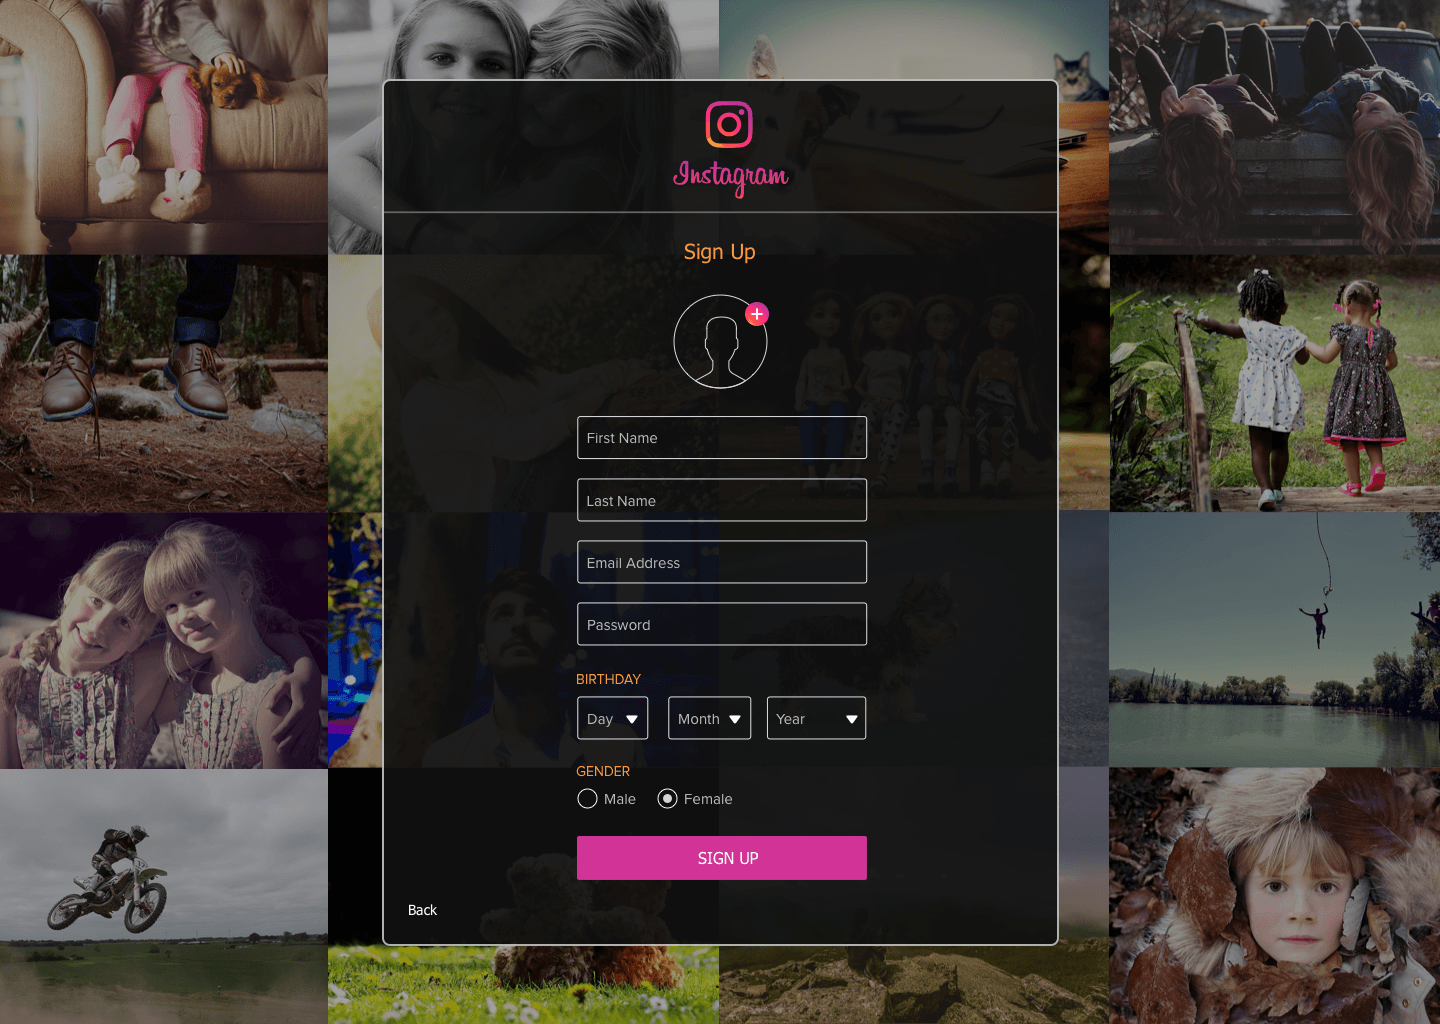 Instagram
Sign Up
First Name
Last Name
Email Address
Password
BIRTHDAY
Day Month Year
GENDER
Male Female
SIGN UP
Back